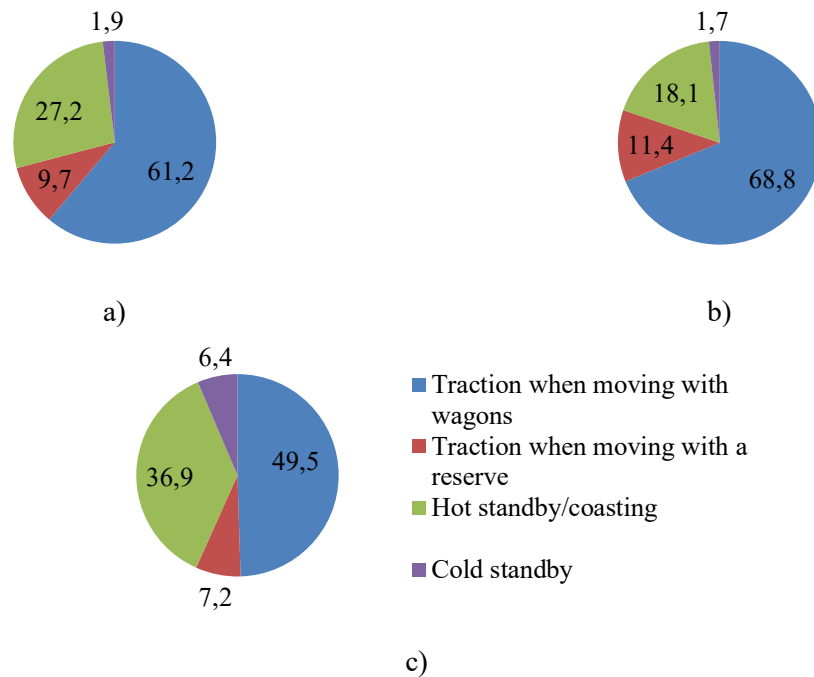 1,9
27,2
9,7
61,2
a)
1,7
18,1
11,4
68,8
b)
6,4
36,9
49,5
7,2
Traction when moving with
wagons
Traction when moving with a
reserve
Hot standby/coasting
Cold standby
c)